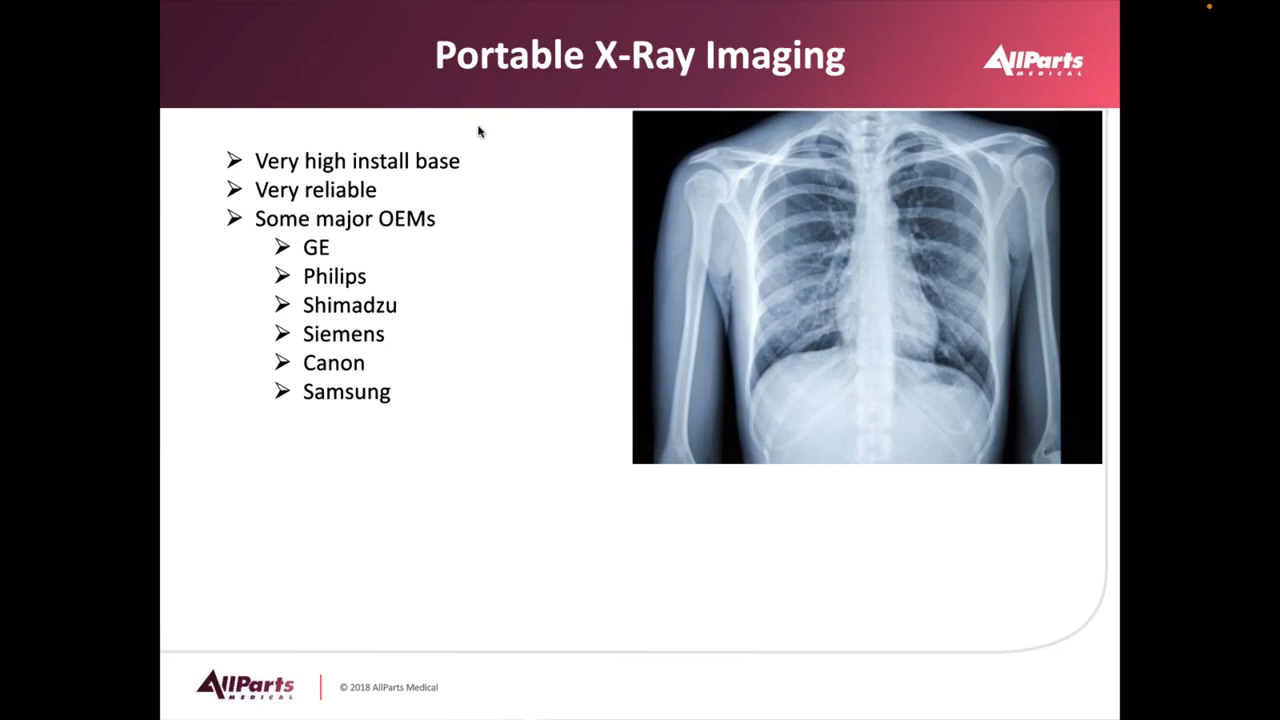 Portable X-Ray Imaging
AllParts
MEDICAL
Very high install base
Very reliable
Some major OEMs
GE
Philips
Shimadzu
Siemens
Canon
Samsung
AllParts
MEDICAL
© 2018 AllParts Medical